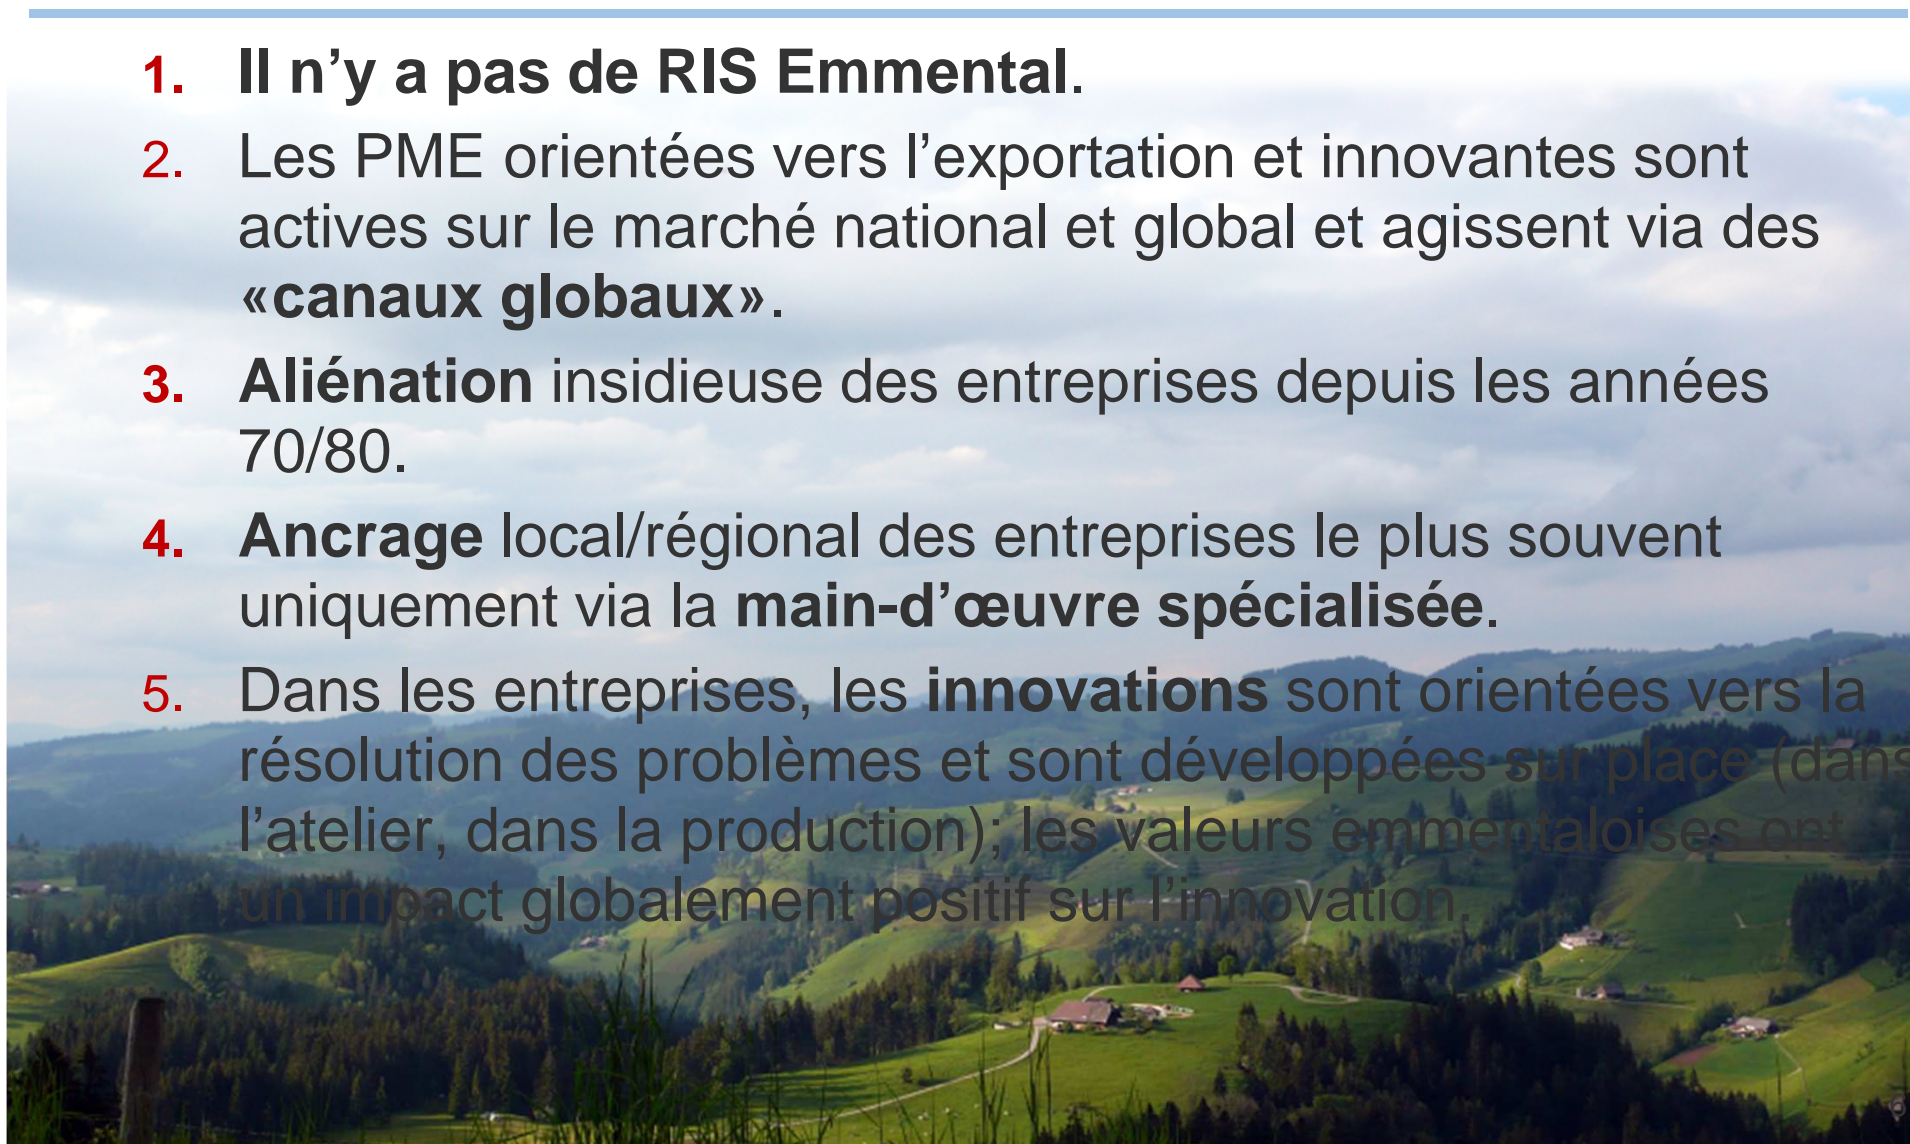 1. Il n’y a pas de RIS Emmental.
2. Les PME orientées vers l’exportation et innovantes sont
actives sur le marché national et global et agissent via des
«canaux globaux».
3. Aliénation insidieuse des entreprises depuis les années
70/80.
4. Ancrage local/régional des entreprises le plus souvent
uniquement via la main-d’œuvre spécialisée.
5. Dans les entreprises, les innovations sont orientées vers la
résolution des problèmes et sont développées sur place (dans
l’atelier, dans la production); les valeurs emmentaloises ont
un impact globalement positif sur l’innovation.